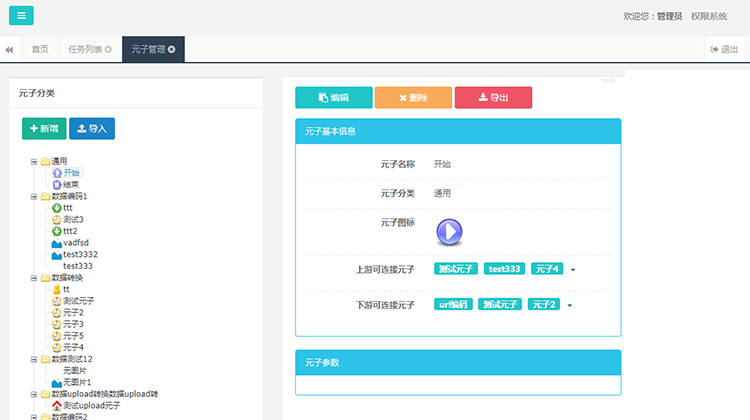 欢迎您：管理员 权限系统
首页 任务列表 元子管理 退出
元子分类
新增 导入
通用
开始
结束
数据编码1
ttt
测试3
ttt2
vadfsd
test3332
test333
数据转换
tt
测试元子
元子2
元子3
元子5
元子4
数据测试12
无图片
无图片1
数据upload转换数据upload转
测试upload元子
数据编码2
编辑 删除 导出
元子基本信息
元子名称 开始
元子分类 通用
元子图标
上游可连接元子 测试元子 test333 元子4
下游可连接元子 url编码 测试元子 元子2
元子参数